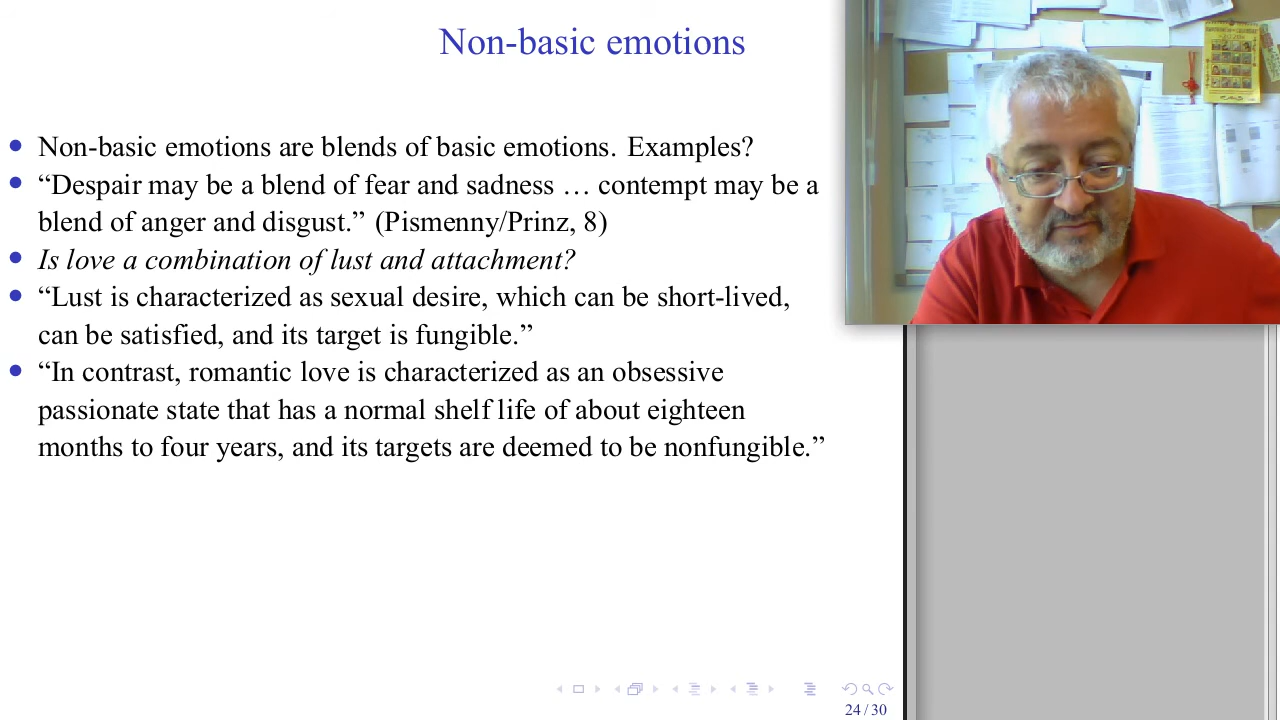 Non-basic emotions
Non-basic emotions are blends of basic emotions. Examples?
“Despair may be a blend of fear and sadness … contempt may be a
blend of anger and disgust.” (Pismenny/Prinz, 8)
Is love a combination of lust and attachment?
“Lust is characterized as sexual desire, which can be short-lived,
can be satisfied, and its target is fungible.”
“In contrast, romantic love is characterized as an obsessive
passionate state that has a normal shelf life of about eighteen
months to four years, and its targets are deemed to be nonfungible.”
24 / 30